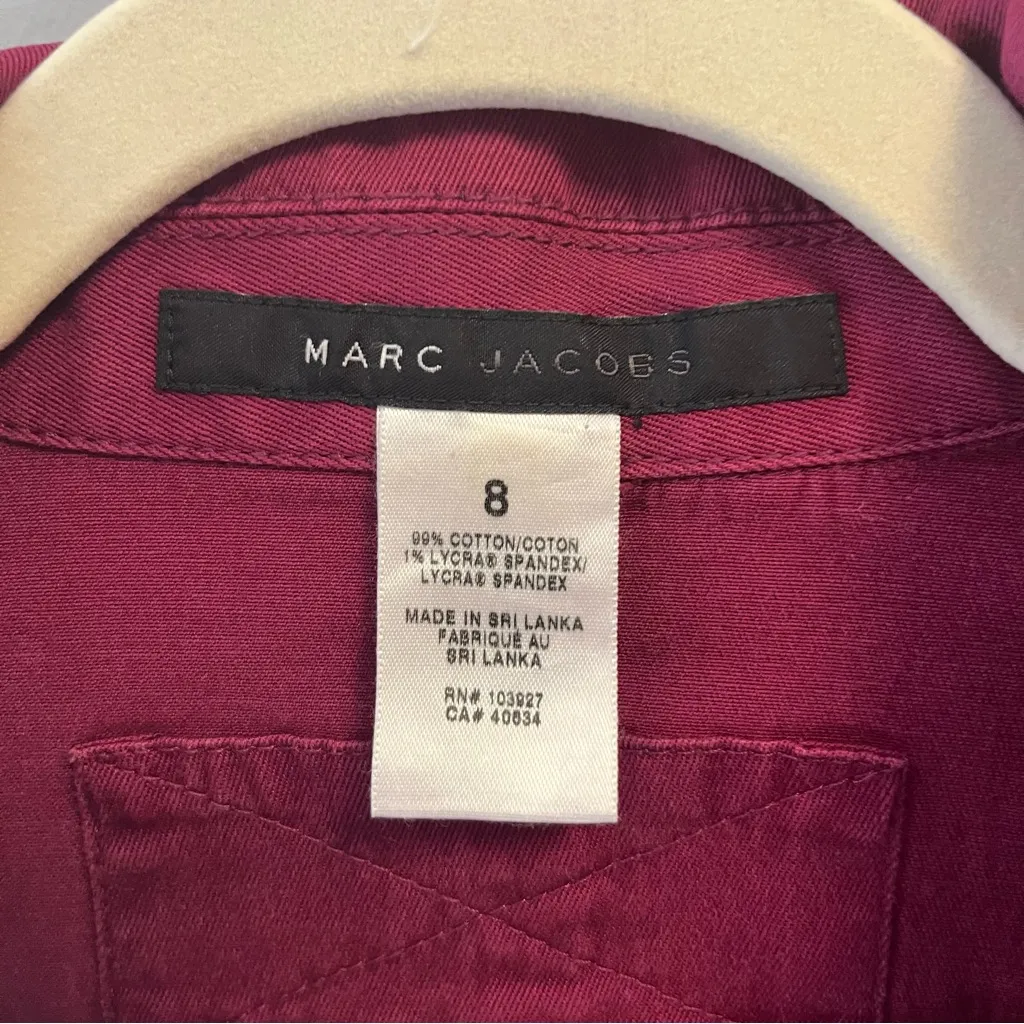 MARC JACOBS
8
99% COTTON/COTON
1% LYCRA® SPANDEX/
LYCRA® SPANDEX
MADE IN SRI LANKA
FABRIQUÉ AU
SRI LANKA
RN# 103927
CA# 40634